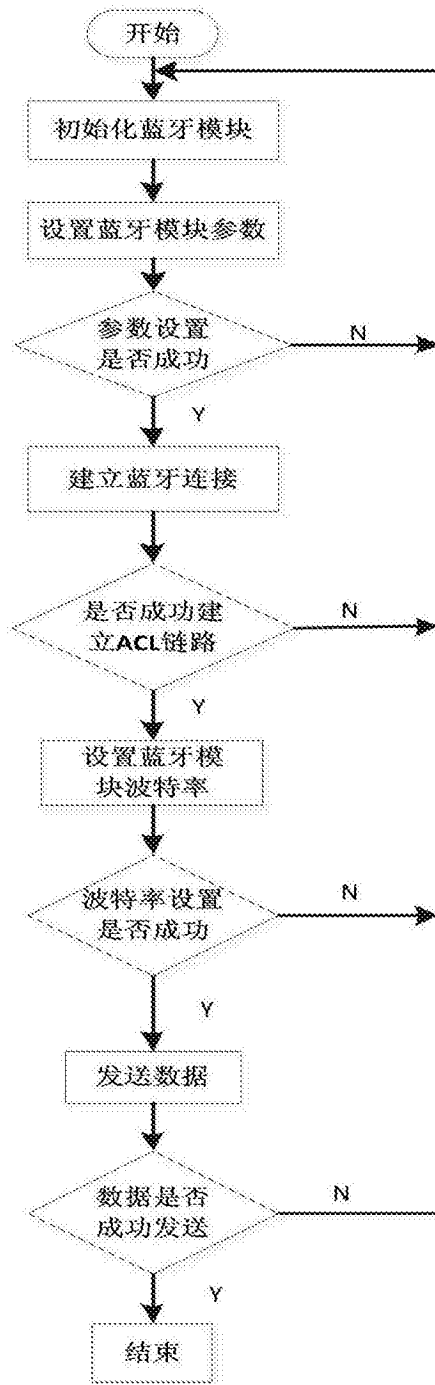 开始
初始化蓝牙模块
设置蓝牙模块参数
参数设置
是否成功
N
Y
建立蓝牙连接
是否成功建
立ACL链路
N
Y
设置蓝牙模
块波特率
波特率设置
是否成功
N
Y
发送数据
数据是否
成功发送
N
Y
结束